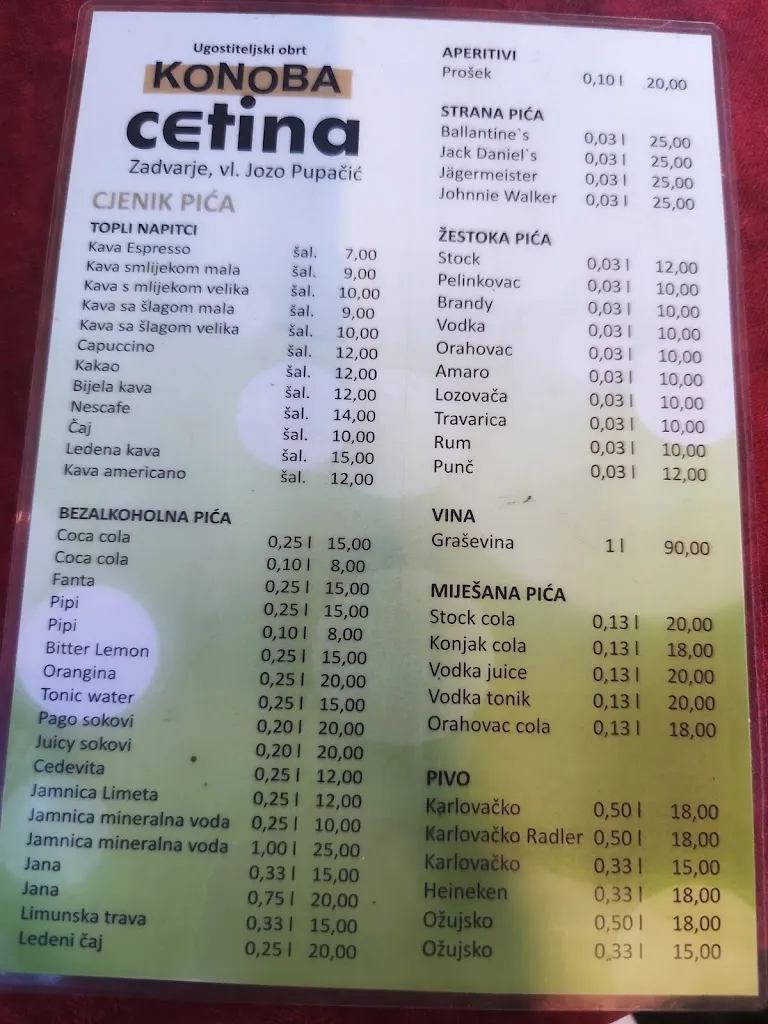 Ugostiteljski obrt
KONOBA
cetina
Zadvarje, vl. Jozo Pupačić
CJENIK PIĆA
TOPLI NAPITCI
Kava Espresso šal. 7,00
Kava smlijekom mala šal. 9,00
Kava s mlijekom velika šal. 10,00
Kava sa šlagom mala šal. 9,00
Kava sa šlagom velika šal. 10,00
Capuccino šal. 12,00
Kakao šal. 12,00
Bijela kava šal. 12,00
Nescafe šal. 14,00
Čaj šal. 10,00
Ledena kava šal. 15,00
Kava americano šal. 12,00
BEZALKOHOLNA PIĆA
Coca cola 0,25 l 15,00
Coca cola 0,10 l 8,00
Fanta 0,25 l 15,00
Pipi 0,25 l 15,00
Pipi 0,10 l 8,00
Bitter Lemon 0,25 l 15,00
Orangina 0,25 l 20,00
Tonic water 0,25 l 15,00
Pago sokovi 0,20 l 20,00
Juicy sokovi 0,20 l 20,00
Cedevita 0,25 l 12,00
Jamnica Limeta 0,25 l 12,00
Jamnica mineralna voda 0,25 l 10,00
Jamnica mineralna voda 1,00 l 25,00
Jana 0,33 l 15,00
Jana 0,75 l 20,00
Limunska trava 0,33 l 15,00
Ledeni čaj 0,25 l 20,00
APERITIVI
Prošek 0,10 l 20,00
STRANA PIĆA
Ballantine`s 0,03 l 25,00
Jack Daniel`s 0,03 l 25,00
Jägermeister 0,03 l 25,00
Johnnie Walker 0,03 l 25,00
ŽESTOKA PIĆA
Stock 0,03 l 12,00
Pelinkovac 0,03 l 10,00
Brandy 0,03 l 10,00
Vodka 0,03 l 10,00
Orahovac 0,03 l 10,00
Amaro 0,03 l 10,00
Lozovača 0,03 l 10,00
Travarica 0,03 l 10,00
Rum 0,03 l 10,00
Punč 0,03 l 12,00
VINA
Graševina 1 l 90,00
MIJEŠANA PIĆA
Stock cola 0,13 l 20,00
Konjak cola 0,13 l 18,00
Vodka juice 0,13 l 20,00
Vodka tonik 0,13 l 20,00
Orahovac cola 0,13 l 18,00
PIVO
Karlovačko 0,50 l 18,00
Karlovačko Radler 0,50 l 18,00
Karlovačko 0,33 l 15,00
Heineken 0,33 l 18,00
Ožujsko 0,50 l 18,00
Ožujsko 0,33 l 15,00